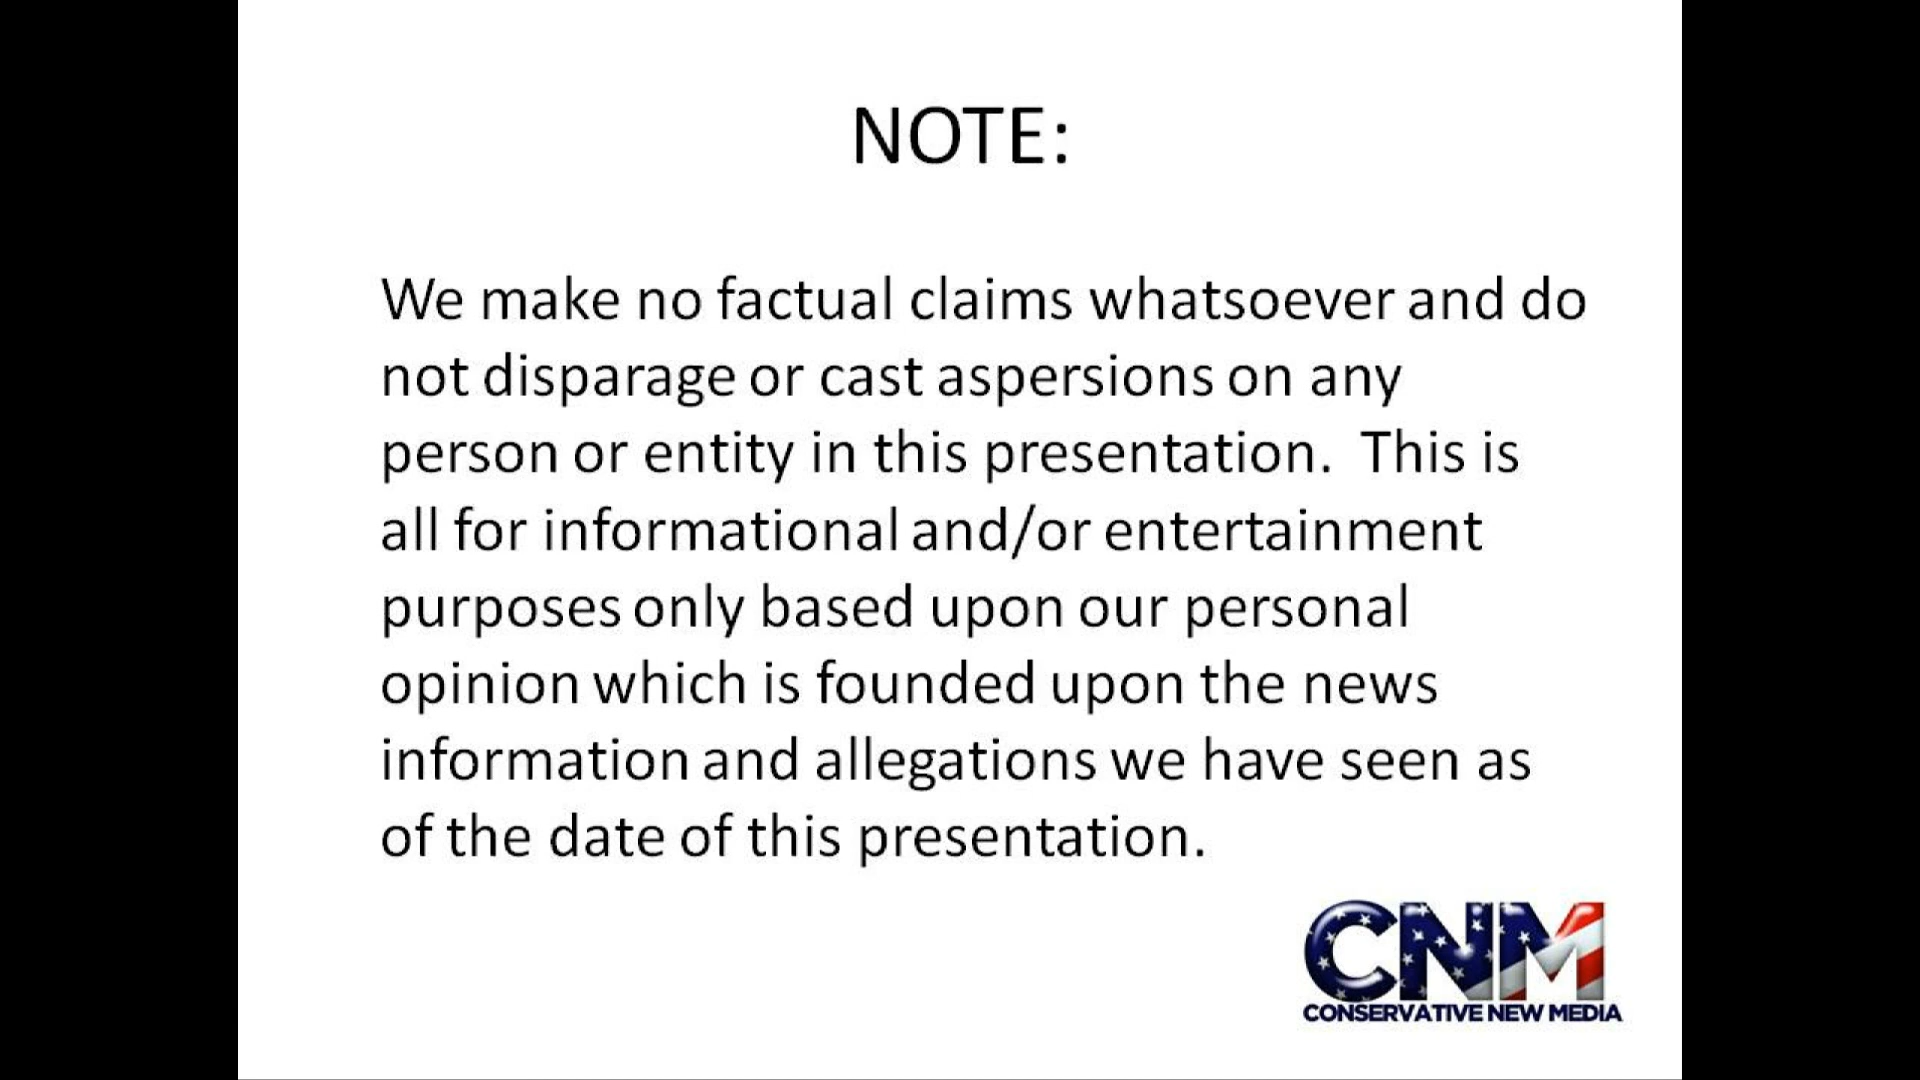 NOTE:
We make no factual claims whatsoever and do
not disparage or cast aspersions on any
person or entity in this presentation.  This is
all for informational and/or entertainment
purposes only based upon our personal
opinion which is founded upon the news
information and allegations we have seen as
of the date of this presentation.
CNM
CONSERVATIVE NEW MEDIA